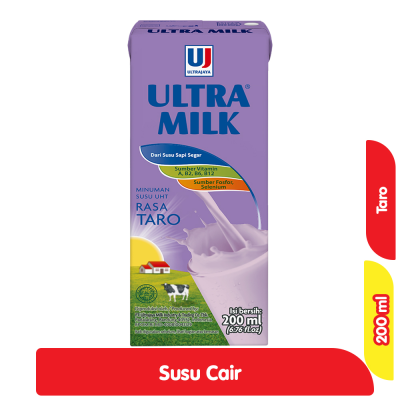 UJ
ULTRAJAYA
ULTRA®
MILK
Dari Susu Sapi Segar
Sumber Vitamin
A, B2, B6, B12
Sumber Fosfor,
Selenium
MINUMAN
SUSU UHT
RASA
TARO
Isi bersih:
200 ml
(6.76 fl.oz)
Taro
200 ml
Susu Cair